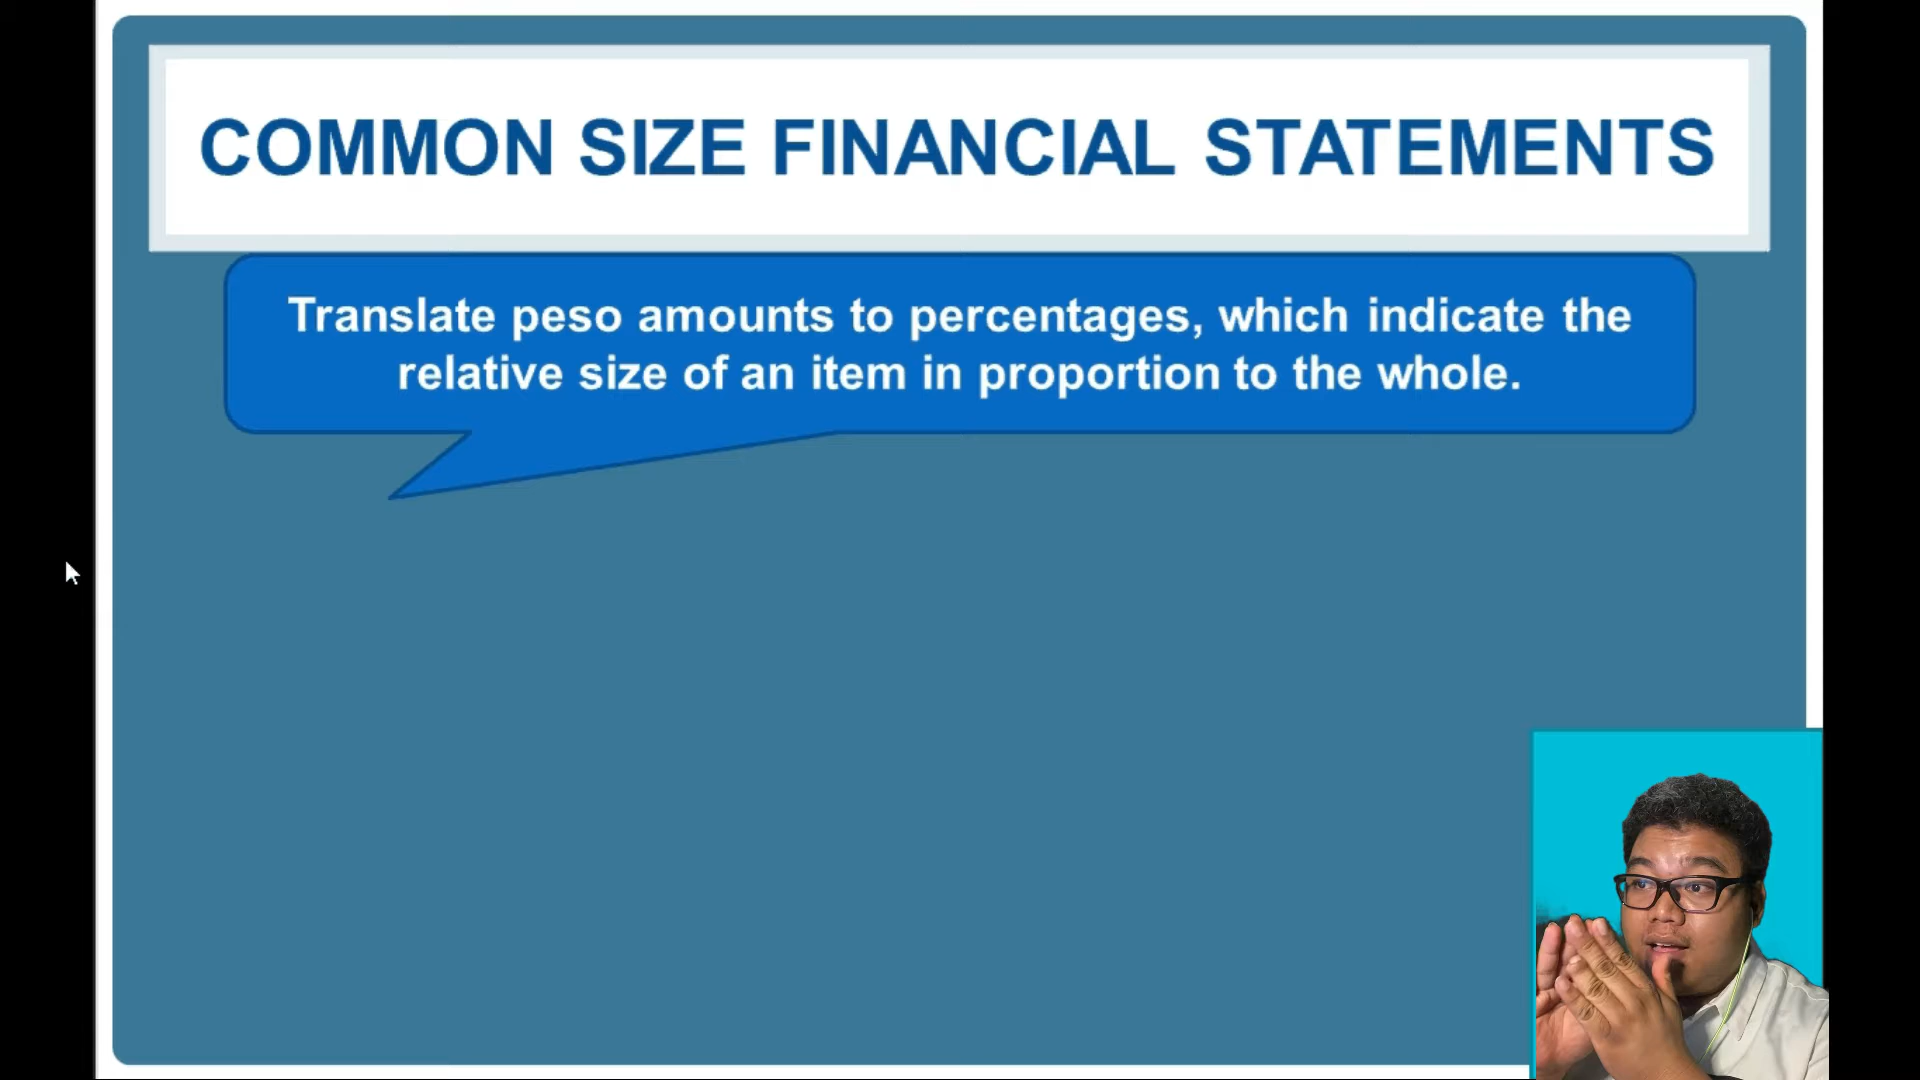 COMMON SIZE FINANCIAL STATEMENTS
Translate peso amounts to percentages, which indicate the
relative size of an item in proportion to the whole.